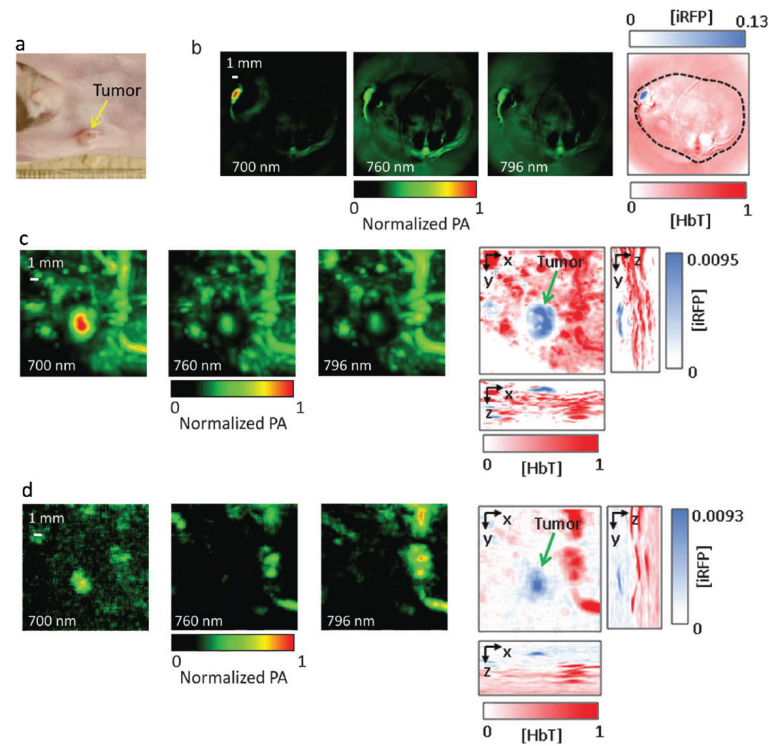 a
Tumor
b
1 mm
700 nm
760 nm
796 nm
0 1
Normalized PA
[iRFP]
0 0.13
0 1
[HbT]
c
1 mm
700 nm
760 nm
796 nm
0 1
Normalized PA
x
y
Tumor
z
y
x
z
0.0095
[iRFP]
0
0 1
[HbT]
d
1 mm
700 nm
760 nm
796 nm
0 1
Normalized PA
x
y
Tumor
z
y
x
z
0.0093
[iRFP]
0
0 1
[HbT]